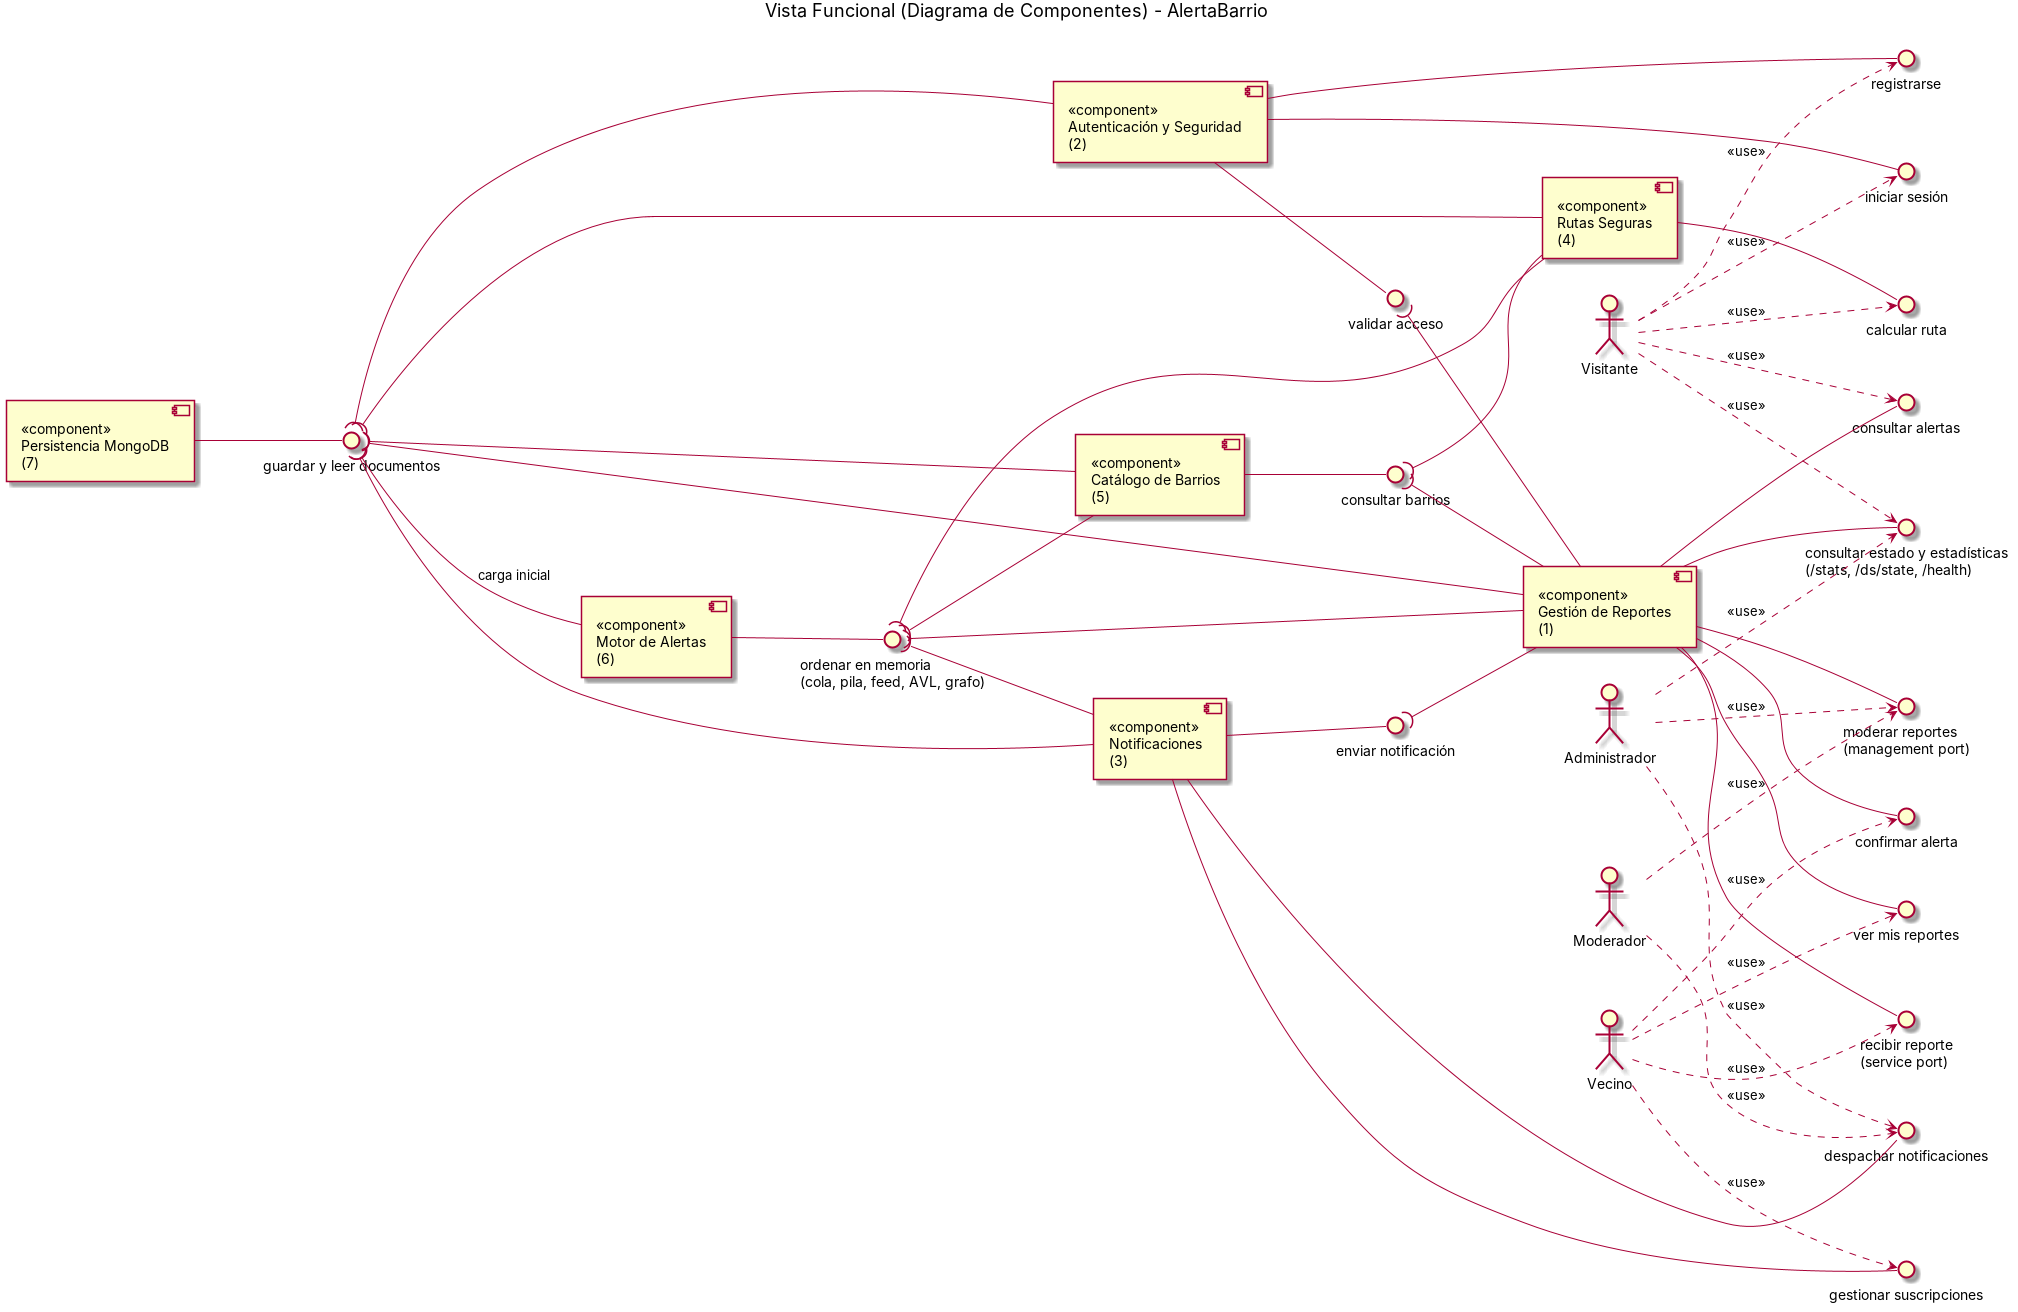 Vista Funcional (Diagrama de Componentes) - AlertaBarrio
registrarse
«component»
Autenticación y Seguridad
(2)
«use»
iniciar sesión
«component»
Rutas Seguras
(4)
«use»
validar acceso
«use»
calcular ruta
Visitante
«use»
«use»
consultar alertas
«component»
Persistencia MongoDB
(7)
guardar y leer documentos
«component»
Catálogo de Barrios
(5)
consultar barrios
consultar estado y estadísticas
(/stats, /ds/state, /health)
carga inicial
«component»
Motor de Alertas
(6)
ordenar en memoria
(cola, pila, feed, AVL, grafo)
«component»
Gestión de Reportes
(1)
«use»
«use»
moderar reportes
(management port)
«component»
Notificaciones
(3)
enviar notificación
Administrador
«use»
confirmar alerta
«use»
Moderador
ver mis reportes
«use»
«use»
recibir reporte
(service port)
Vecino
«use»
«use»
despachar notificaciones
«use»
gestionar suscripciones